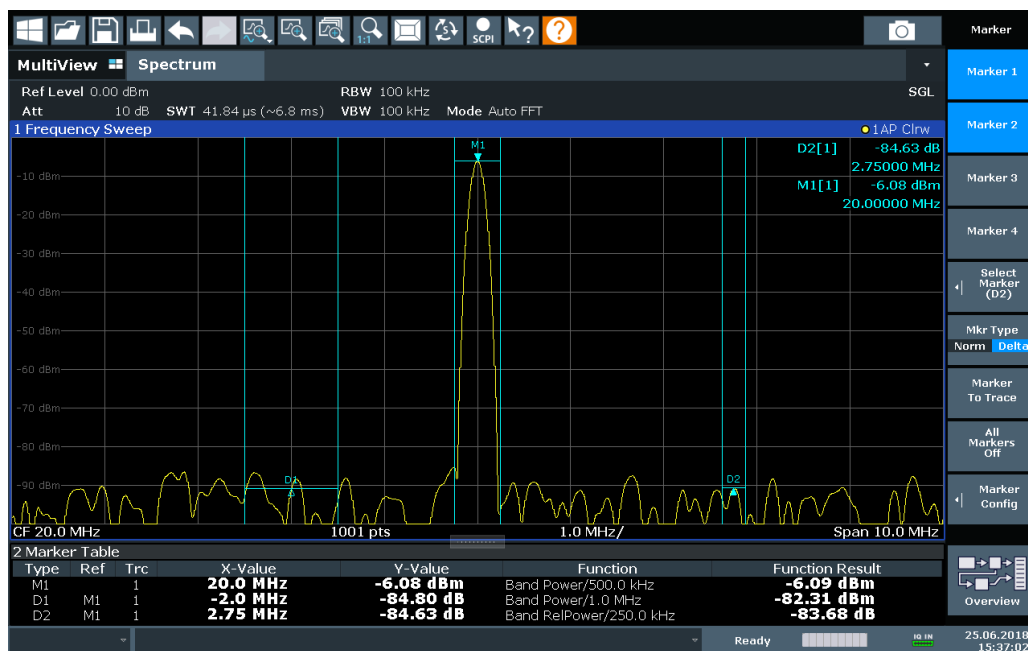 1:1
SCPI
?
?
Marker
MultiView
Spectrum
Marker 1
Ref Level 0.00 dBm RBW 100 kHz SGL
Att 10 dB SWT 41.84 µs (~6.8 ms) VBW 100 kHz Mode Auto FFT
1 Frequency Sweep 1AP Clrw
Marker 2
M1
D2[1] -84.63 dB
2.75000 MHz
M1[1] -6.08 dBm
20.00000 MHz
Marker 3
Marker 4
Select
Marker
(D2)
Mkr Type
Norm Delta
Marker
To Trace
All
Markers
Off
Marker
Config
-10 dBm
-20 dBm
-30 dBm
-40 dBm
-50 dBm
-60 dBm
-70 dBm
-80 dBm
-90 dBm
D1
D2
CF 20.0 MHz 1001 pts 1.0 MHz/ Span 10.0 MHz
2 Marker Table
Type Ref Trc X-Value Y-Value Function Function Result
M1 1 20.0 MHz -6.08 dBm Band Power/500.0 kHz -6.09 dBm
D1 M1 1 -2.0 MHz -84.80 dB Band Power/1.0 MHz -82.31 dBm
D2 M1 1 2.75 MHz -84.63 dB Band RelPower/250.0 kHz -83.68 dB
Overview
Ready
IQ IN
25.06.2018
15:37:02